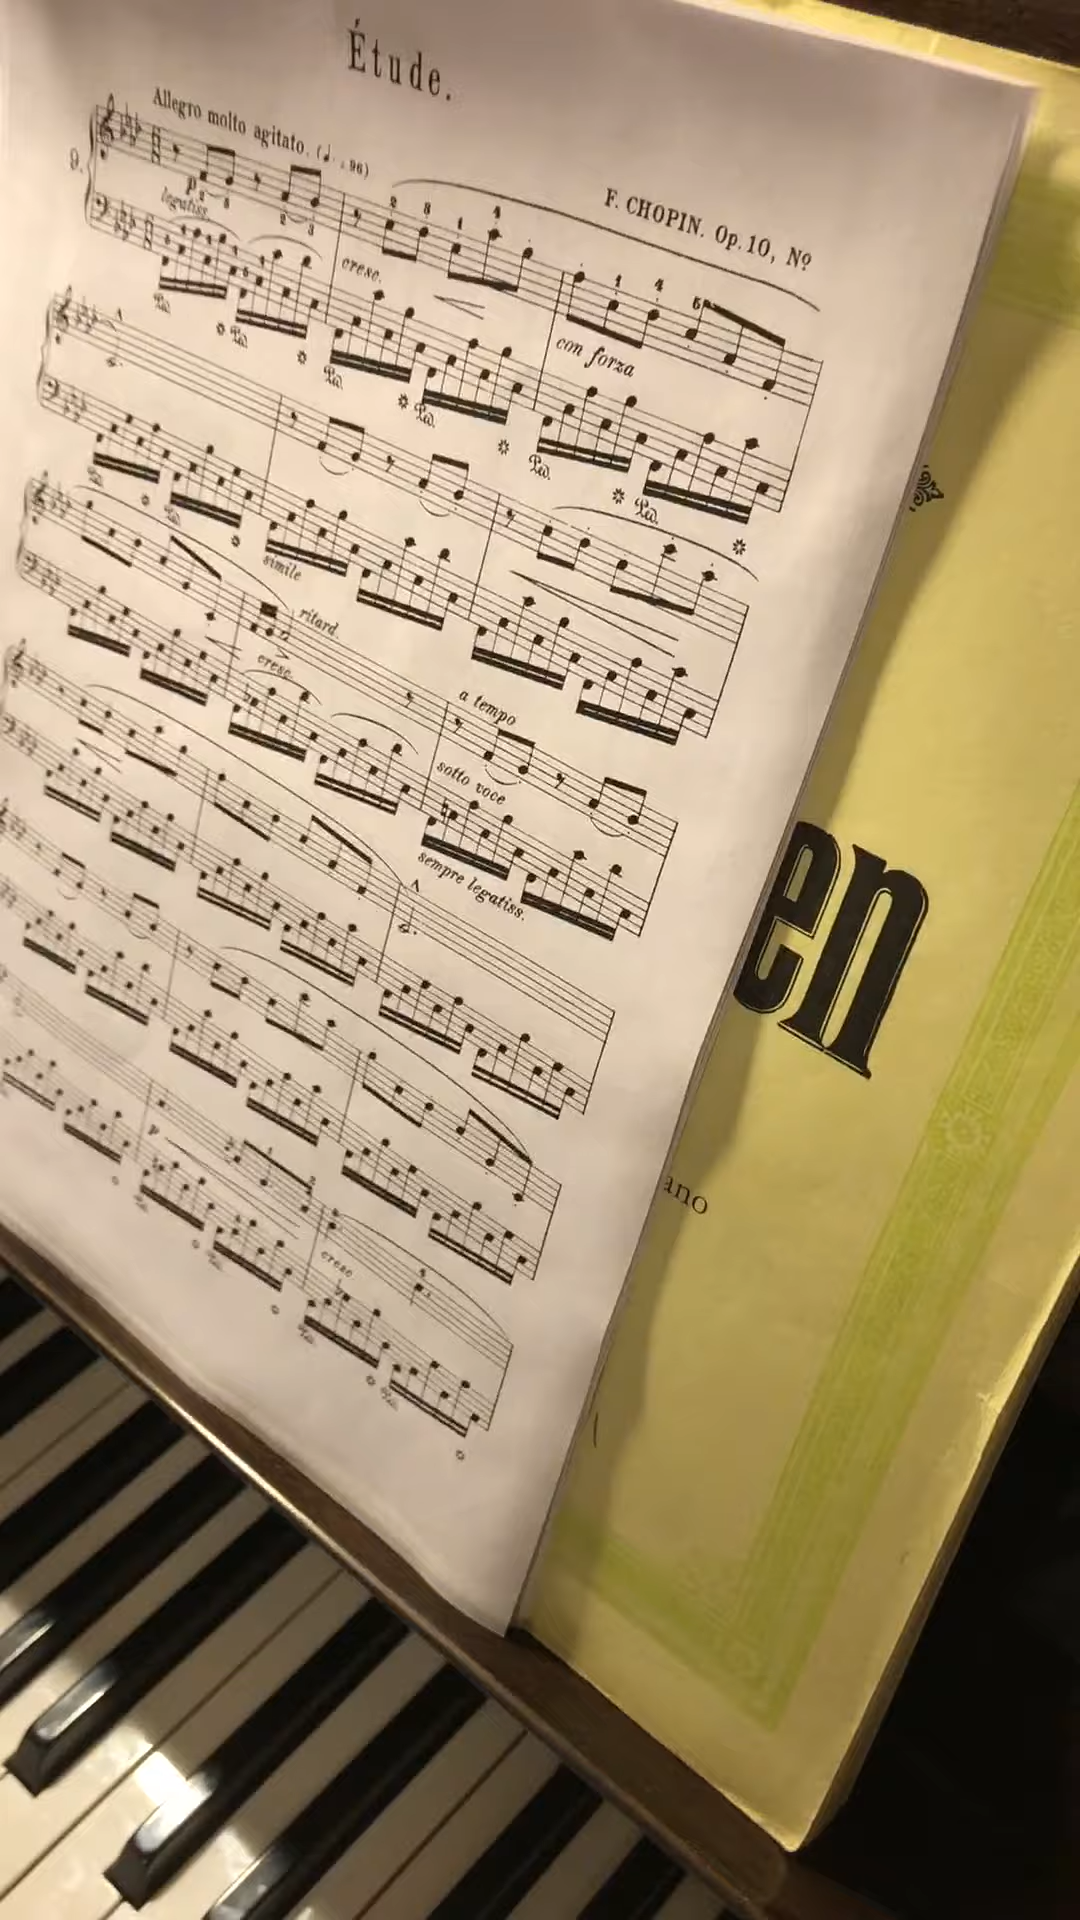 Étude.
Allegro molto agitato. (♩. = 96)
F. CHOPIN. Op. 10, Nº
9.
p
legatiss.
cresc.
con forza
simile
ritard.
cresc.
a tempo
sotto voce
sempre legatiss.
p
cresc
en
ano